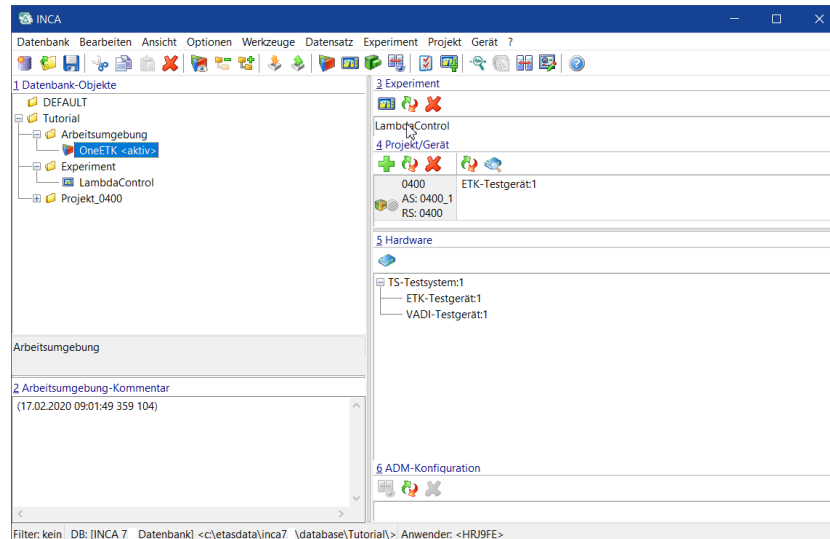 INCA
Datenbank Bearbeiten Ansicht Optionen Werkzeuge Datensatz Experiment Projekt Gerät ?
1 Datenbank-Objekte
DEFAULT
Tutorial
Arbeitsumgebung
OneETK <aktiv>
Experiment
LambdaControl
Projekt_0400
Arbeitsumgebung
2 Arbeitsumgebung-Kommentar
(17.02.2020 09:01:49 359 104)
3 Experiment
LambdaControl
4 Projekt/Gerät
0400 ETK-Testgerät:1
AS: 0400_1
RS: 0400
5 Hardware
TS-Testsystem:1
ETK-Testgerät:1
VADI-Testgerät:1
6 ADM-Konfiguration
Filter: kein DB: [INCA 7 Datenbank] <c:\etasdata\inca7 \database\Tutorial\> Anwender: <HRJ9FE>